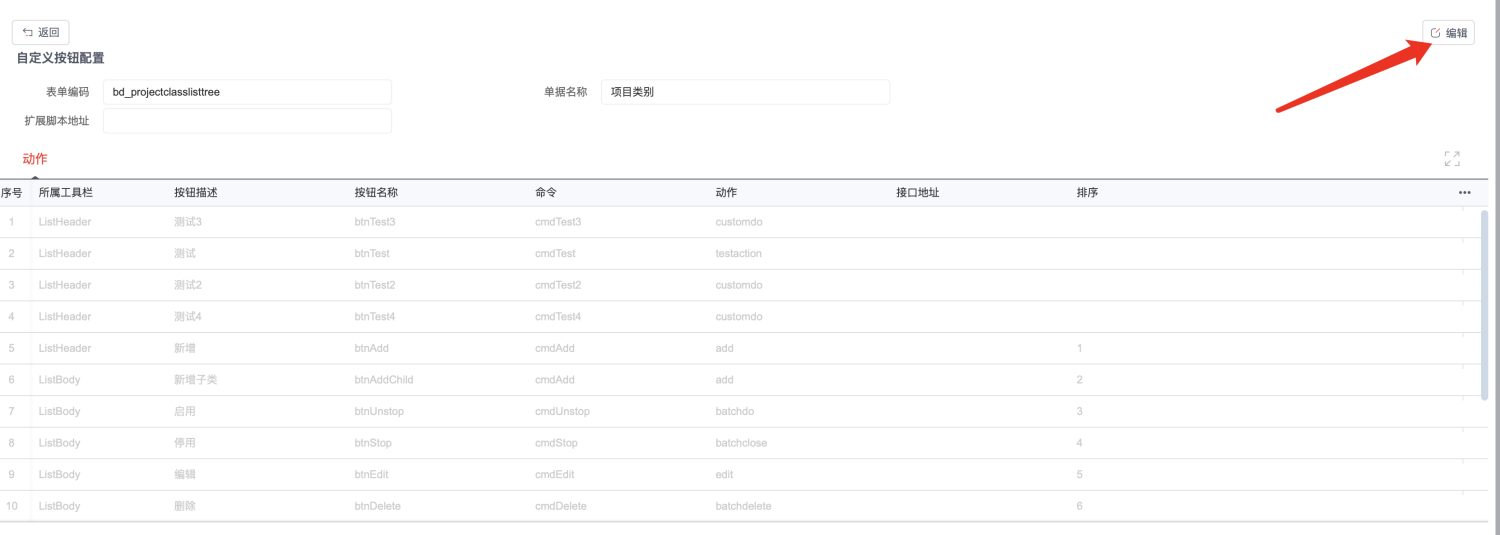 返回
编辑
自定义按钮配置
表单编码 bd_projectclasslisttree 单据名称 项目类别
扩展脚本地址
动作
序号 所属工具栏 按钮描述 按钮名称 命令 动作 接口地址 排序
1 ListHeader 测试3 btnTest3 cmdTest3 customdo
2 ListHeader 测试 btnTest cmdTest testaction
3 ListHeader 测试2 btnTest2 cmdTest2 customdo
4 ListHeader 测试4 btnTest4 cmdTest4 customdo
5 ListHeader 新增 btnAdd cmdAdd add 1
6 ListBody 新增子类 btnAddChild cmdAdd add 2
7 ListBody 启用 btnUnstop cmdUnstop batchdo 3
8 ListBody 停用 btnStop cmdStop batchclose 4
9 ListBody 编辑 btnEdit cmdEdit edit 5
10 ListBody 删除 btnDelete cmdDelete batchdelete 6